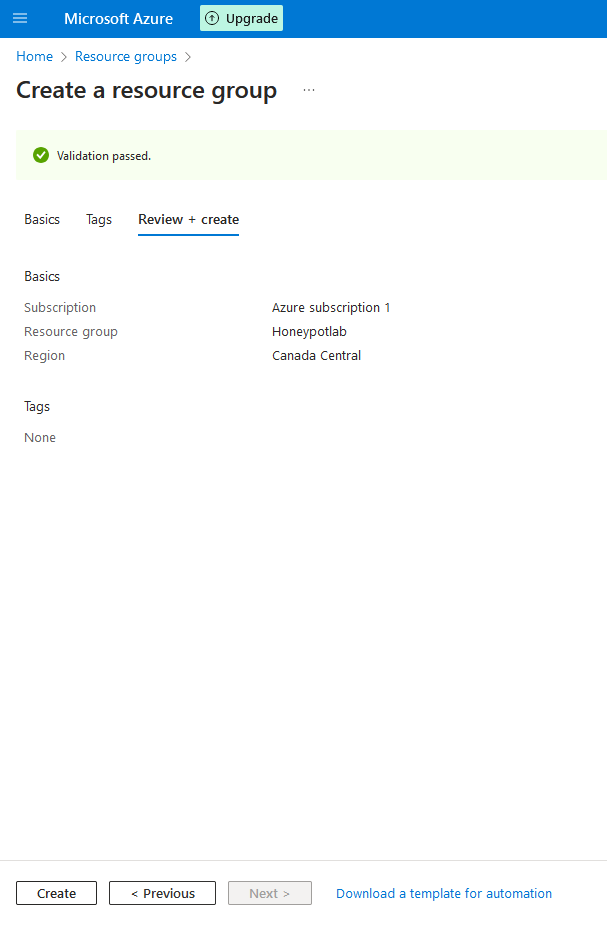 Microsoft Azure Upgrade
Home > Resource groups >
Create a resource group ...
Validation passed.
Basics Tags Review + create
Basics
Subscription Azure subscription 1
Resource group Honeypotlab
Region Canada Central
Tags
None
Create < Previous Next > Download a template for automation